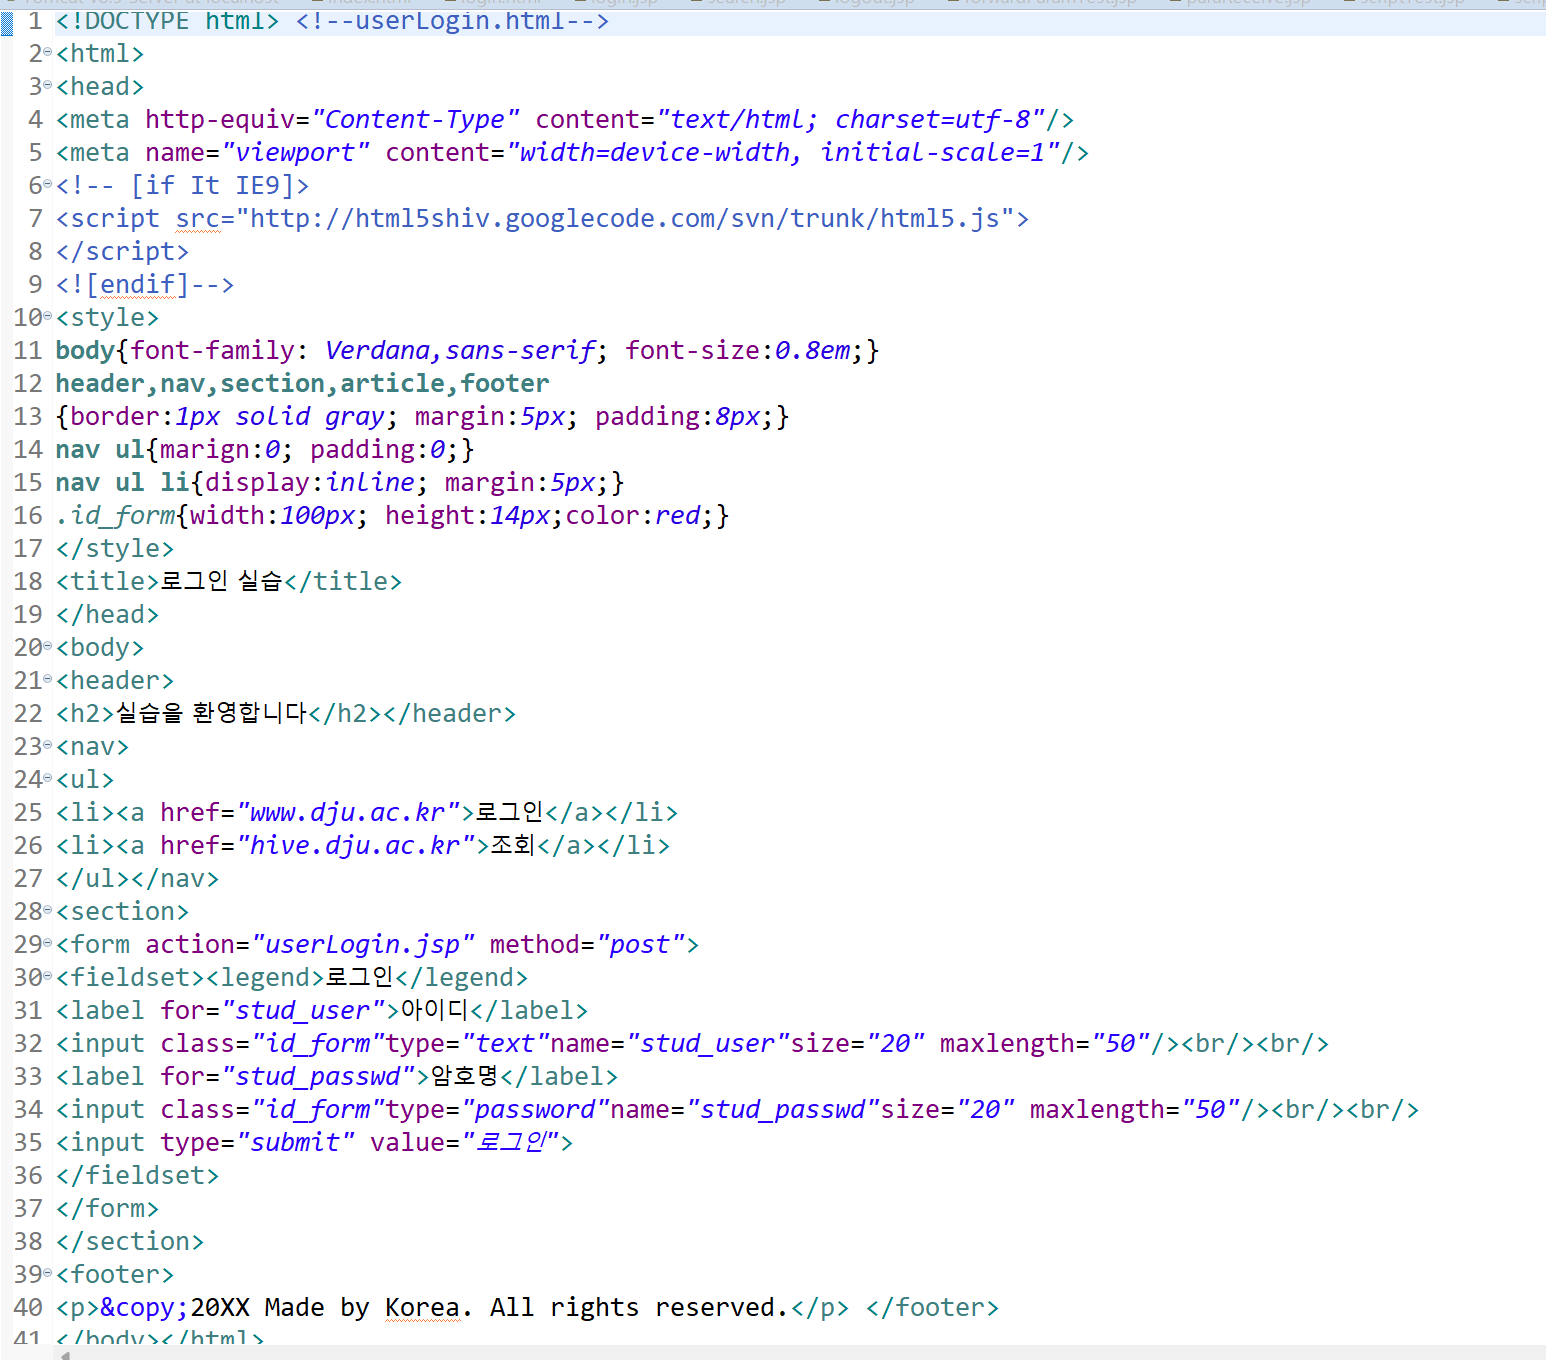 1 <!DOCTYPE html> <!--userLogin.html-->
2 <html>
3 <head>
4 <meta http-equiv="Content-Type" content="text/html; charset=utf-8"/>
5 <meta name="viewport" content="width=device-width, initial-scale=1"/>
6 <!-- [if It IE9]>
7 <script src="http://html5shiv.googlecode.com/svn/trunk/html5.js">
8 </script>
9 <![endif]-->
10 <style>
11 body{font-family: Verdana,sans-serif; font-size:0.8em;}
12 header,nav,section,article,footer
13 {border:1px solid gray; margin:5px; padding:8px;}
14 nav ul{marign:0; padding:0;}
15 nav ul li{display:inline; margin:5px;}
16 .id_form{width:100px; height:14px;color:red;}
17 </style>
18 <title>로그인 실습</title>
19 </head>
20 <body>
21 <header>
22 <h2>실습을 환영합니다</h2></header>
23 <nav>
24 <ul>
25 <li><a href="www.dju.ac.kr">로그인</a></li>
26 <li><a href="hive.dju.ac.kr">조회</a></li>
27 </ul></nav>
28 <section>
29 <form action="userLogin.jsp" method="post">
30 <fieldset><legend>로그인</legend>
31 <label for="stud_user">아이디</label>
32 <input class="id_form"type="text"name="stud_user"size="20" maxlength="50"/><br/><br/>
33 <label for="stud_passwd">암호명</label>
34 <input class="id_form"type="password"name="stud_passwd"size="20" maxlength="50"/><br/><br/>
35 <input type="submit" value="로그인">
36 </fieldset>
37 </form>
38 </section>
39 <footer>
40 <p>&copy;20XX Made by Korea. All rights reserved.</p> </footer>
41 </body></html>